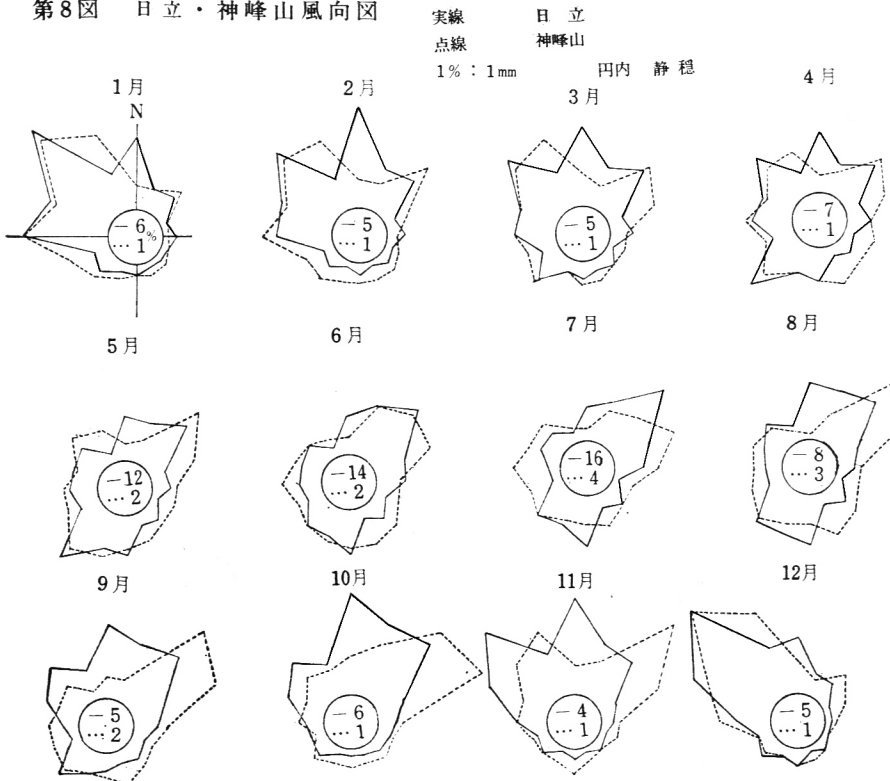 第8図 日立・神峰山風向図
実線 日立
点線 神峰山
1%：1mm 円内 静穏
1月
2月
3月
4月
N
－6%
…1
－5
…1
－5
…1
－7
…1
5月
6月
7月
8月
－12
…2
－14
…2
－16
…4
－8
…3
9月
10月
11月
12月
－5
…2
－6
…1
－4
…1
－5
…1